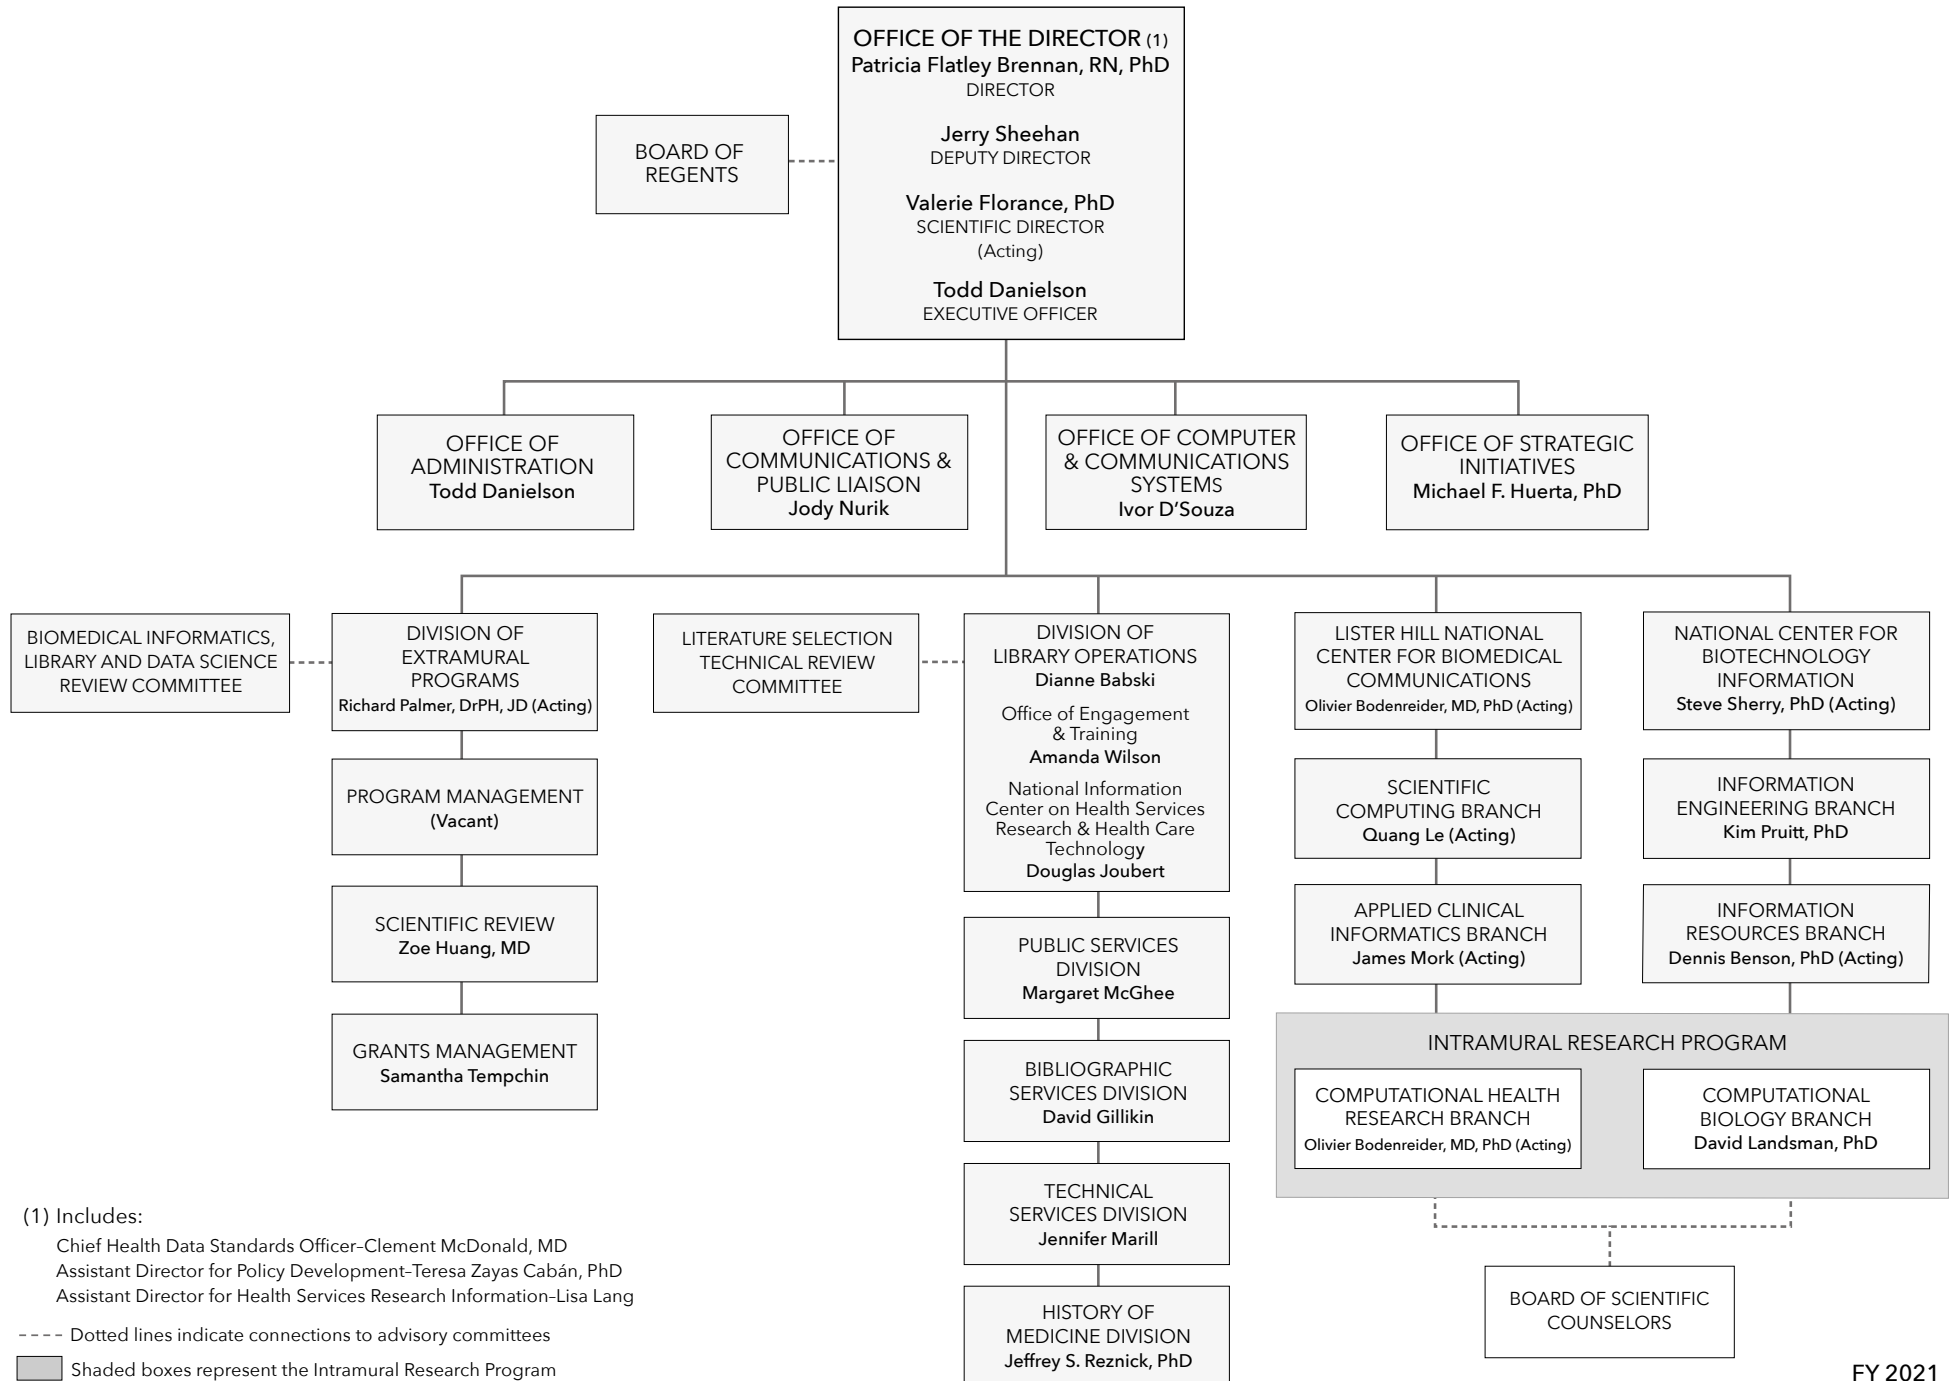 OFFICE OF THE DIRECTOR (1)
Patricia Flatley Brennan, RN, PhD
DIRECTOR
Jerry Sheehan
DEPUTY DIRECTOR
Valerie Florance, PhD
SCIENTIFIC DIRECTOR
(Acting)
Todd Danielson
EXECUTIVE OFFICER
BOARD OF
REGENTS
OFFICE OF
ADMINISTRATION
Todd Danielson
OFFICE OF
COMMUNICATIONS &
PUBLIC LIAISON
Jody Nurik
OFFICE OF COMPUTER
& COMMUNICATIONS
SYSTEMS
Ivor D'Souza
OFFICE OF STRATEGIC
INITIATIVES
Michael F. Huerta, PhD
BIOMEDICAL INFORMATICS,
LIBRARY AND DATA SCIENCE
REVIEW COMMITTEE
DIVISION OF
EXTRAMURAL
PROGRAMS
Richard Palmer, DrPH, JD (Acting)
PROGRAM MANAGEMENT
(Vacant)
SCIENTIFIC REVIEW
Zoe Huang, MD
GRANTS MANAGEMENT
Samantha Tempchin
LITERATURE SELECTION
TECHNICAL REVIEW
COMMITTEE
DIVISION OF
LIBRARY OPERATIONS
Dianne Babski
Office of Engagement
& Training
Amanda Wilson
National Information
Center on Health Services
Research & Health Care
Technology
Douglas Joubert
PUBLIC SERVICES
DIVISION
Margaret McGhee
BIBLIOGRAPHIC
SERVICES DIVISION
David Gillikin
TECHNICAL
SERVICES DIVISION
Jennifer Marill
HISTORY OF
MEDICINE DIVISION
Jeffrey S. Reznick, PhD
LISTER HILL NATIONAL
CENTER FOR BIOMEDICAL
COMMUNICATIONS
Olivier Bodenreider, MD, PhD (Acting)
SCIENTIFIC
COMPUTING BRANCH
Quang Le (Acting)
APPLIED CLINICAL
INFORMATICS BRANCH
James Mork (Acting)
NATIONAL CENTER FOR
BIOTECHNOLOGY
INFORMATION
Steve Sherry, PhD (Acting)
INFORMATION
ENGINEERING BRANCH
Kim Pruitt, PhD
INFORMATION
RESOURCES BRANCH
Dennis Benson, PhD (Acting)
INTRAMURAL RESEARCH PROGRAM
COMPUTATIONAL HEALTH
RESEARCH BRANCH
Olivier Bodenreider, MD, PhD (Acting)
COMPUTATIONAL
BIOLOGY BRANCH
David Landsman, PhD
BOARD OF SCIENTIFIC
COUNSELORS
(1) Includes:
Chief Health Data Standards Officer–Clement McDonald, MD
Assistant Director for Policy Development–Teresa Zayas Cabán, PhD
Assistant Director for Health Services Research Information–Lisa Lang
Dotted lines indicate connections to advisory committees
Shaded boxes represent the Intramural Research Program
FY 2021